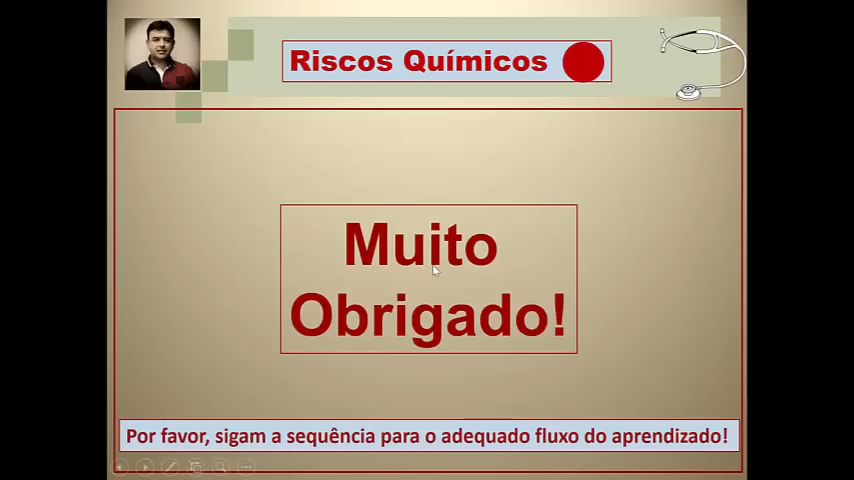 Riscos Químicos
Muito
Obrigado!
Por favor, sigam a sequência para o adequado fluxo do aprendizado!